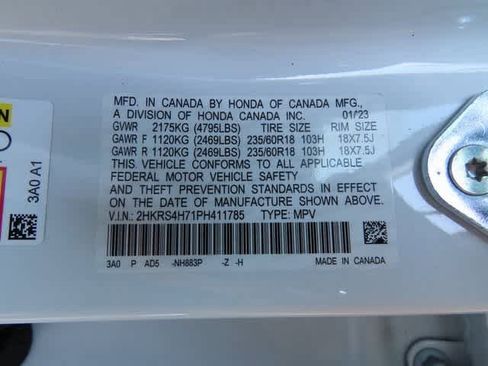 MFD. IN CANADA BY HONDA OF CANADA MFG.,
A DIVISION OF HONDA CANADA INC. 01/23
GVWR 2175KG (4795LBS) TIRE SIZE RIM SIZE
GAWR F 1120KG (2469LBS) 235/60R18 103H 18X7.5J
GAWR R 1120KG (2469LBS) 235/60R18 103H 18X7.5J
THIS VEHICLE CONFORMS TO ALL APPLICABLE
FEDERAL MOTOR VEHICLE SAFETY, BUMPER,
AND THEFT PREVENTION STANDARDS IN EFFECT
ON THE DATE OF MANUFACTURE SHOWN ABOVE.
V.I.N.: 2HKRS4H71PH411785 TYPE: MPV
3A0 P AD5 -NH883P -Z -H MADE IN CANADA
3A0 A1